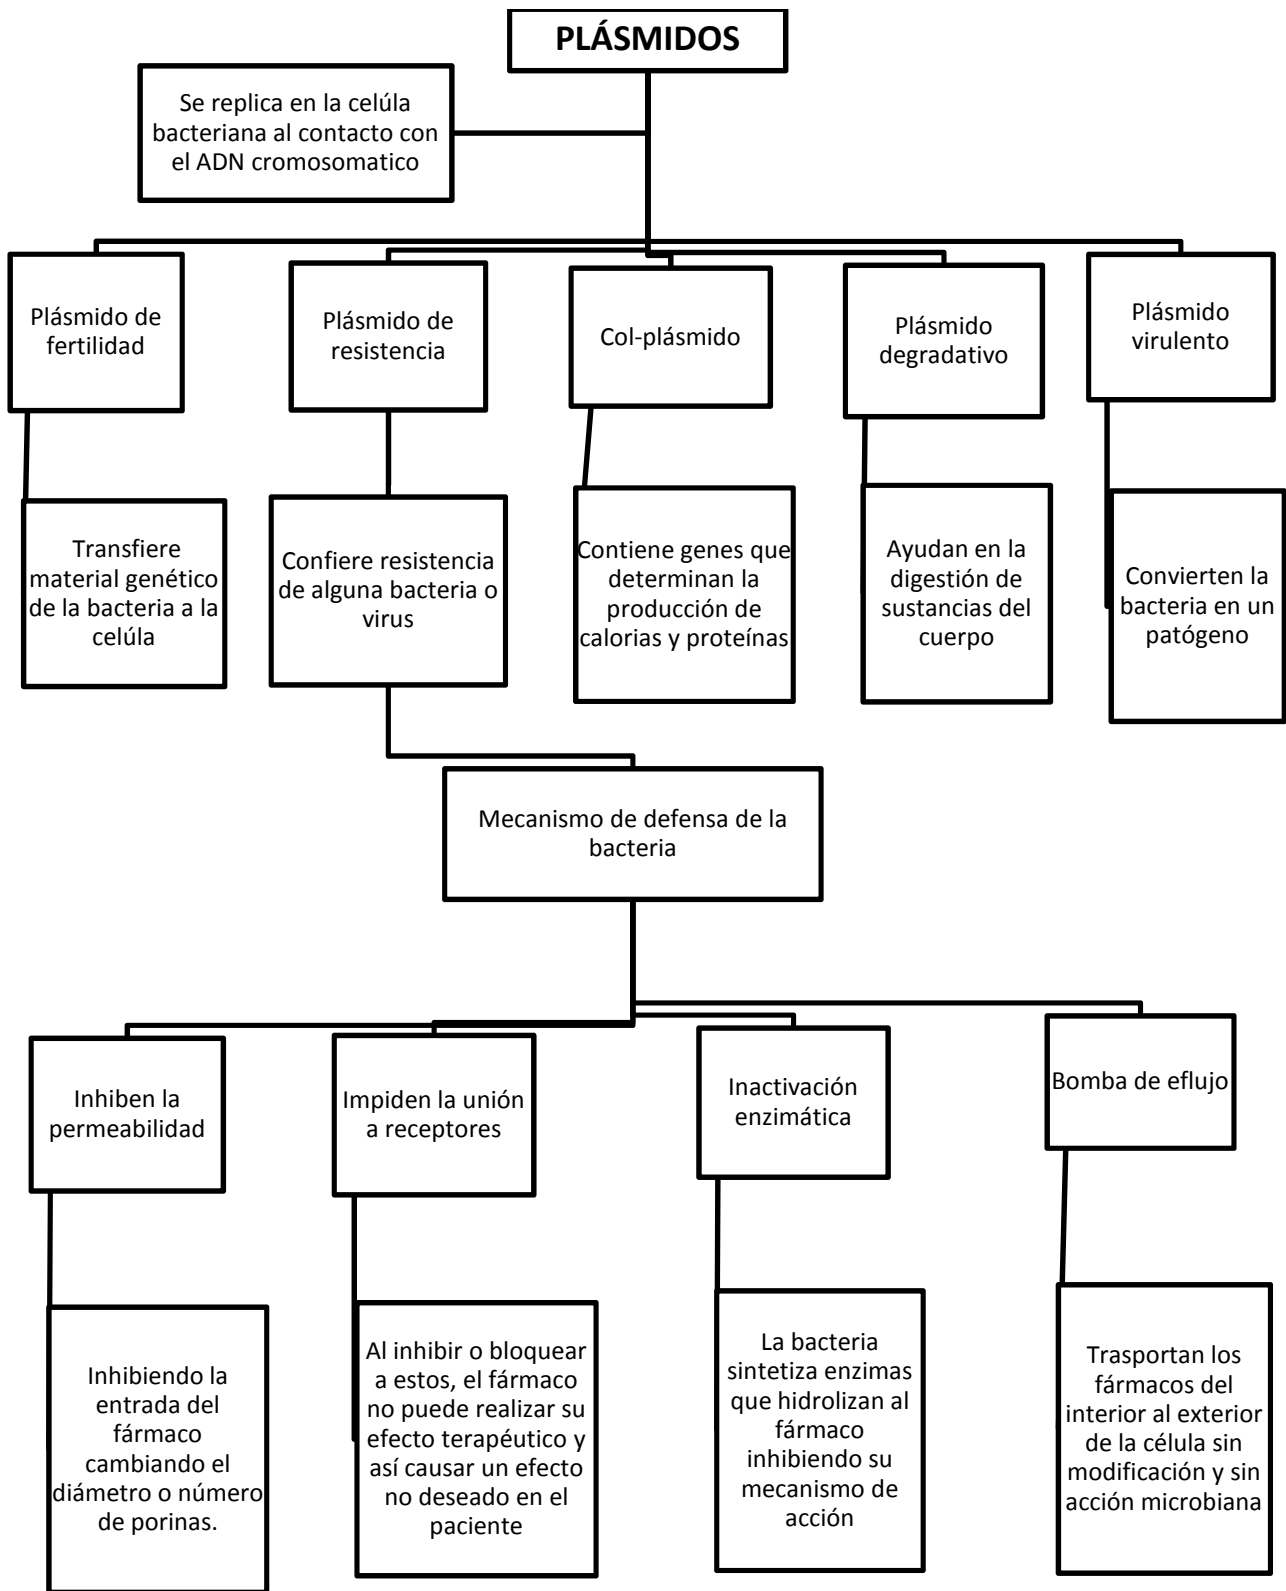 PLÁSMIDOS
Se replica en la celúla
bacteriana al contacto con
el ADN cromosomatico
Plásmido de
fertilidad
Plásmido de
resistencia
Col-plásmido
Plásmido
degradativo
Plásmido
virulento
Transfiere
material genético
de la bacteria a la
celúla
Confiere resistencia
de alguna bacteria o
virus
Contiene genes que
determinan la
producción de
calorias y proteínas
Ayudan en la
digestión de
sustancias del
cuerpo
Convierten la
bacteria en un
patógeno
Mecanismo de defensa de la
bacteria
Inhiben la
permeabilidad
Impiden la unión
a receptores
Inactivación
enzimática
Bomba de eflujo
Inhibiendo la
entrada del
fármaco
cambiando el
diámetro o número
de porinas.
Al inhibir o bloquear
a estos, el fármaco
no puede realizar su
efecto terapéutico y
así causar un efecto
no deseado en el
paciente
La bacteria
sintetiza enzimas
que hidrolizan al
fármaco
inhibiendo su
mecanismo de
acción
Trasportan los
fármacos del
interior al exterior
de la célula sin
modificación y sin
acción microbiana